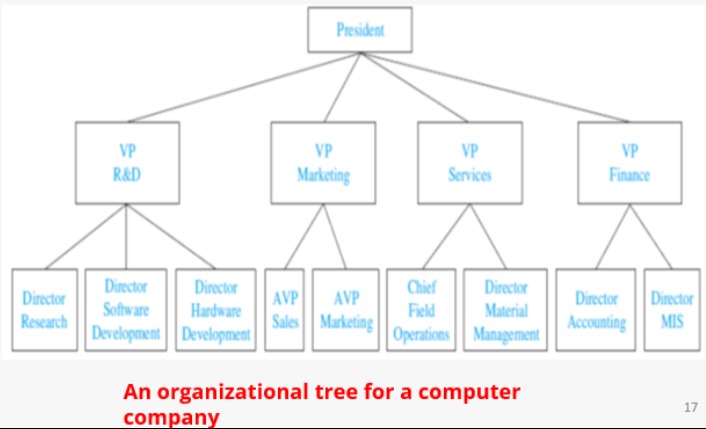 President
VP
R&D
VP
Marketing
VP
Services
VP
Finance
Director
Research
Director
Software
Development
Director
Hardware
Development
AVP
Sales
AVP
Marketing
Chief
Field
Operations
Director
Material
Management
Director
Accounting
Director
MIS
An organizational tree for a computer
company
17